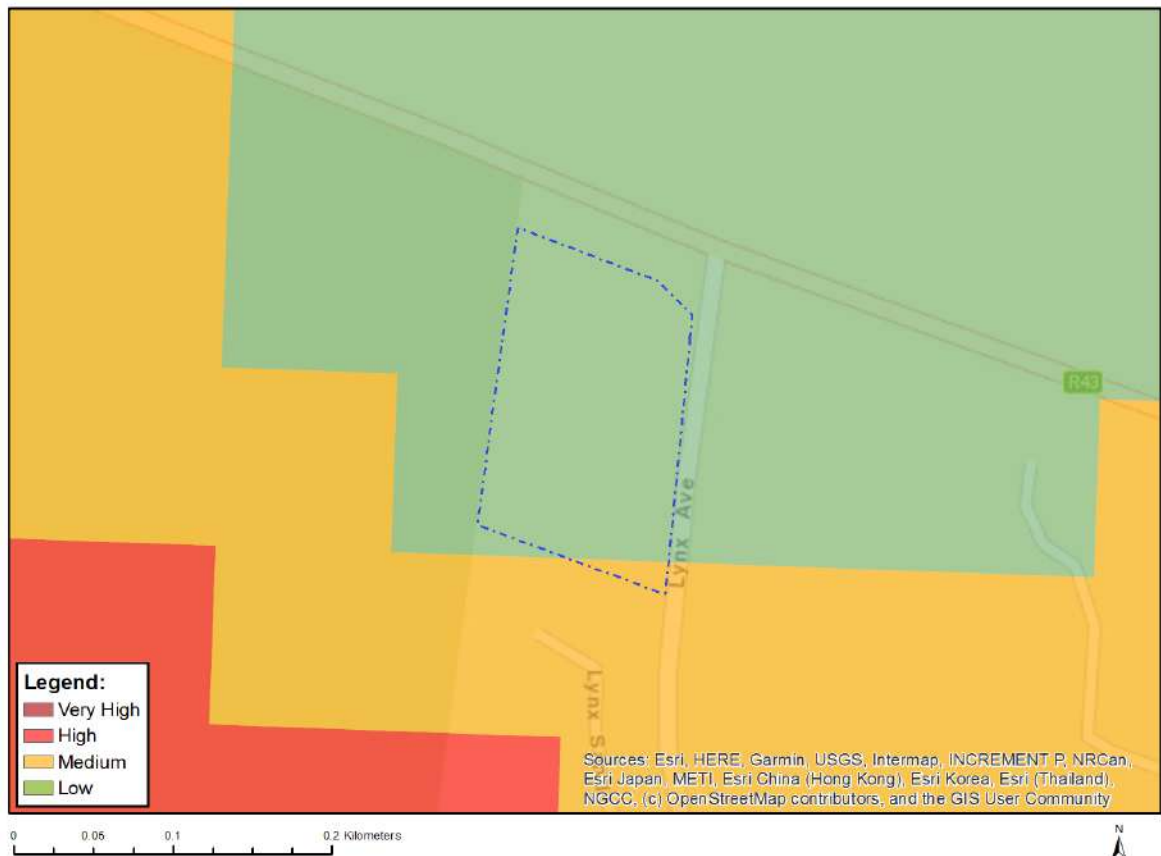 R43
Lynx Ave
Lynx S
Legend:
Very High
High
Medium
Low
Sources: Esri, HERE, Garmin, USGS, Intermap, INCREMENT P, NRCan,
Esri Japan, METI, Esri China (Hong Kong), Esri Korea, Esri (Thailand),
NGCC, (c) OpenStreetMap contributors, and the GIS User Community
0 0.05 0.1 0.2 Kilometers
N